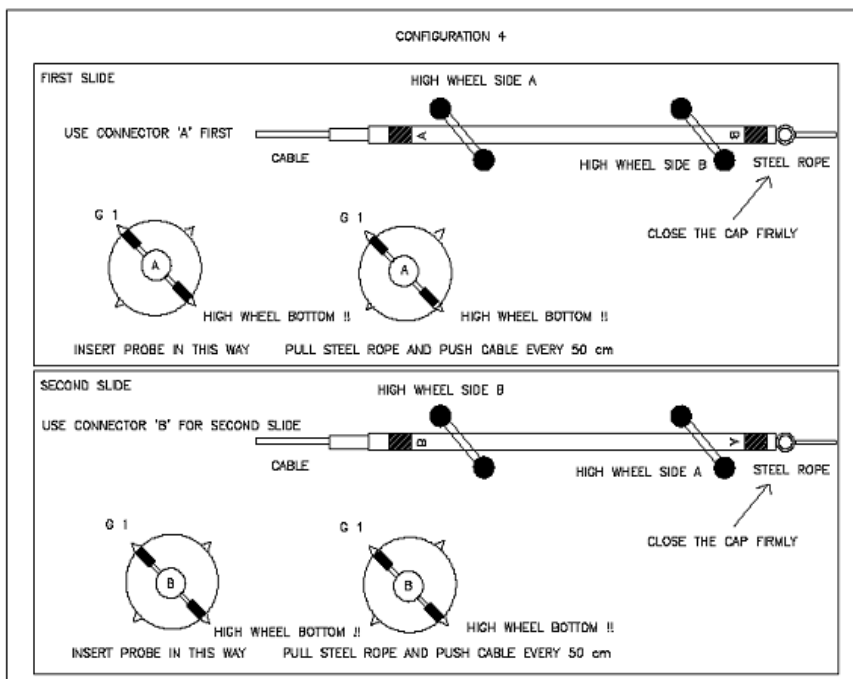 CONFIGURATION 4
FIRST SLIDE
HIGH WHEEL SIDE A
USE CONNECTOR 'A' FIRST
A
B
CABLE
HIGH WHEEL SIDE B
STEEL ROPE
CLOSE THE CAP FIRMLY
G 1
G 1
A
A
HIGH WHEEL BOTTOM !!
HIGH WHEEL BOTTOM !!
INSERT PROBE IN THIS WAY
PULL STEEL ROPE AND PUSH CABLE EVERY 50 cm
SECOND SLIDE
HIGH WHEEL SIDE B
USE CONNECTOR 'B' FOR SECOND SLIDE
B
A
CABLE
HIGH WHEEL SIDE A
STEEL ROPE
CLOSE THE CAP FIRMLY
G 1
G 1
B
B
HIGH WHEEL BOTTOM !!
HIGH WHEEL BOTTOM !!
INSERT PROBE IN THIS WAY
PULL STEEL ROPE AND PUSH CABLE EVERY 50 cm